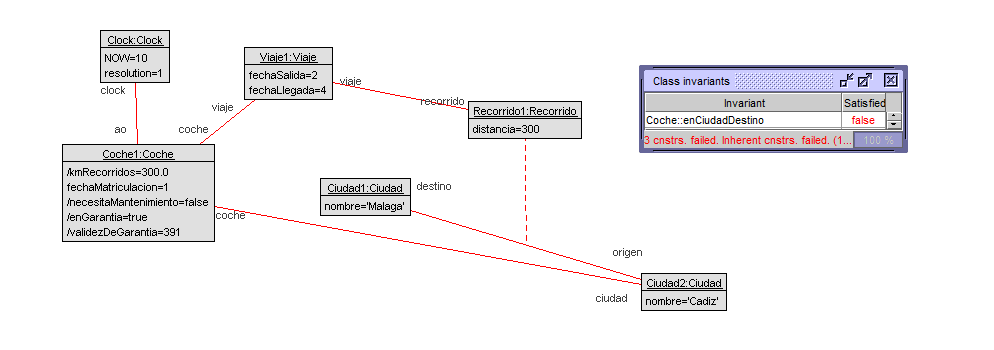 Clock:Clock
NOW=10
resolution=1
clock
ao
Viaje1:Viaje
fechaSalida=2
fechaLlegada=4
viaje
viaje
coche
recorrido
Recorrido1:Recorrido
distancia=300
Class invariants
Invariant Satisfied
Coche::enCiudadDestino false
3 cnstrs. failed. Inherent cnstrs. failed. (1... 100 %
Coche1:Coche
/kmRecorridos=300.0
fechaMatriculacion=1
/necesitaMantenimiento=false
/enGarantia=true
/validezDeGarantia=391
coche
Ciudad1:Ciudad
nombre='Malaga'
destino
origen
ciudad
Ciudad2:Ciudad
nombre='Cadiz'